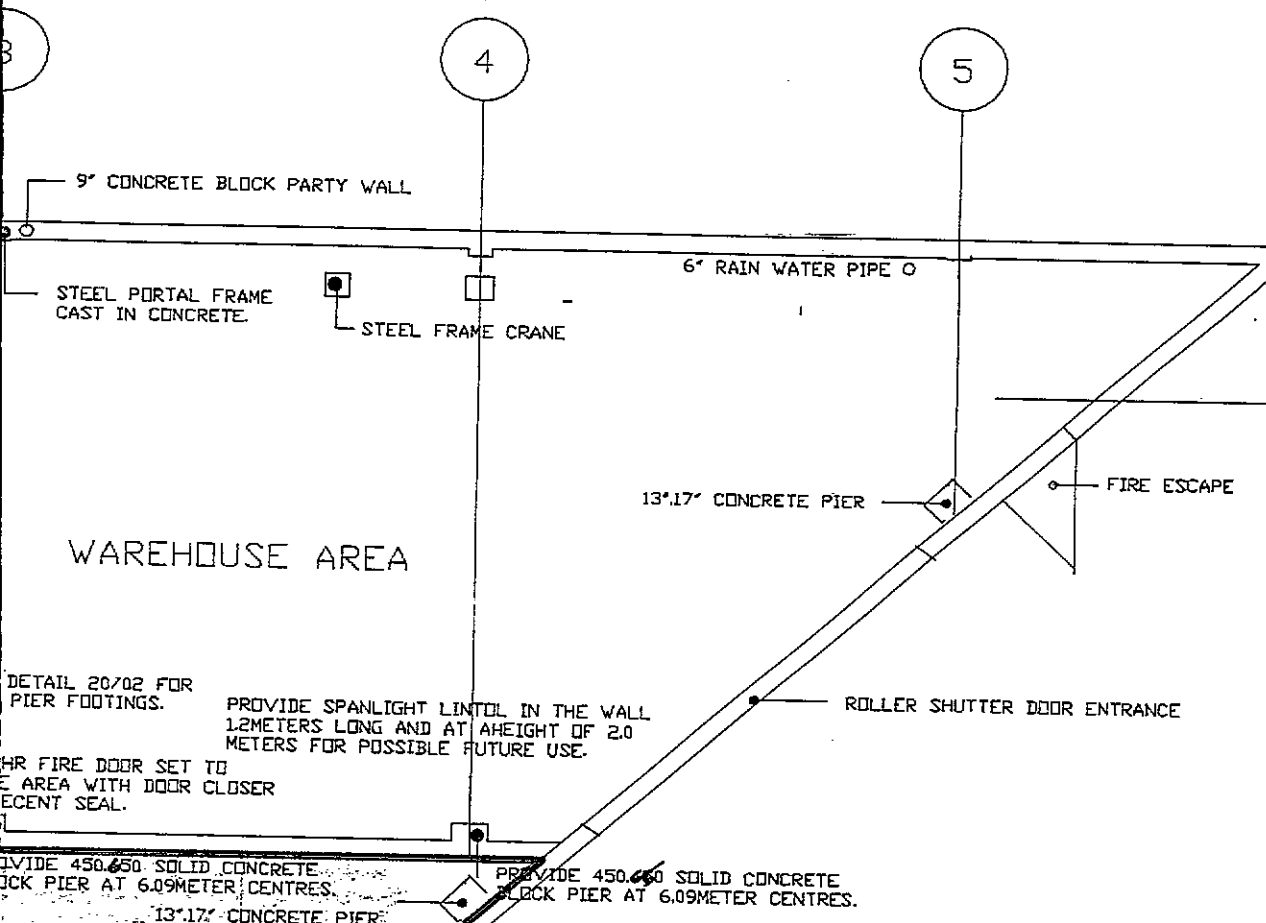 3
4
5
9" CONCRETE BLOCK PARTY WALL
6" RAIN WATER PIPE
STEEL PORTAL FRAME
CAST IN CONCRETE.
STEEL FRAME CRANE
13".17" CONCRETE PIER
FIRE ESCAPE
WAREHOUSE AREA
DETAIL 20/02 FOR
PIER FOOTINGS.
PROVIDE SPANLIGHT LINTOL IN THE WALL
1.2METERS LONG AND AT AHEIGHT OF 2.0
METERS FOR POSSIBLE FUTURE USE.
ROLLER SHUTTER DOOR ENTRANCE
HR FIRE DOOR SET TO
E AREA WITH DOOR CLOSER
ECENT SEAL.
OVIDE 450.650 SOLID CONCRETE
OCK PIER AT 6.09METER CENTRES.
PROVIDE SOLID CONCRETE
BLOCK PIER AT 6.09METER CENTRES.
13".17" CONCRETE PIER